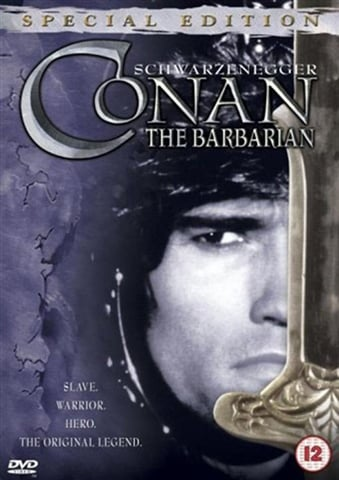 SPECIAL EDITION
SCHWARZENEGGER
CONAN
THE BARBARIAN
SLAVE.
WARRIOR.
HERO.
THE ORIGINAL LEGEND.
DVD
VIDEO
12